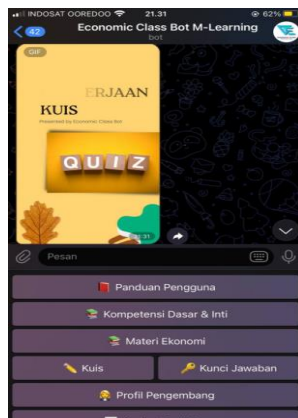 INDOSAT OOREDOO 21.31 62%
42 Economic Class Bot M-Learning
bot
GIF
ERJAAN
KUIS
Presented by Economic Class Bot
QUIZ
21.31
Pesan
Panduan Pengguna
Kompetensi Dasar & Inti
Materi Ekonomi
Kuis
Kunci Jawaban
Profil Pengembang